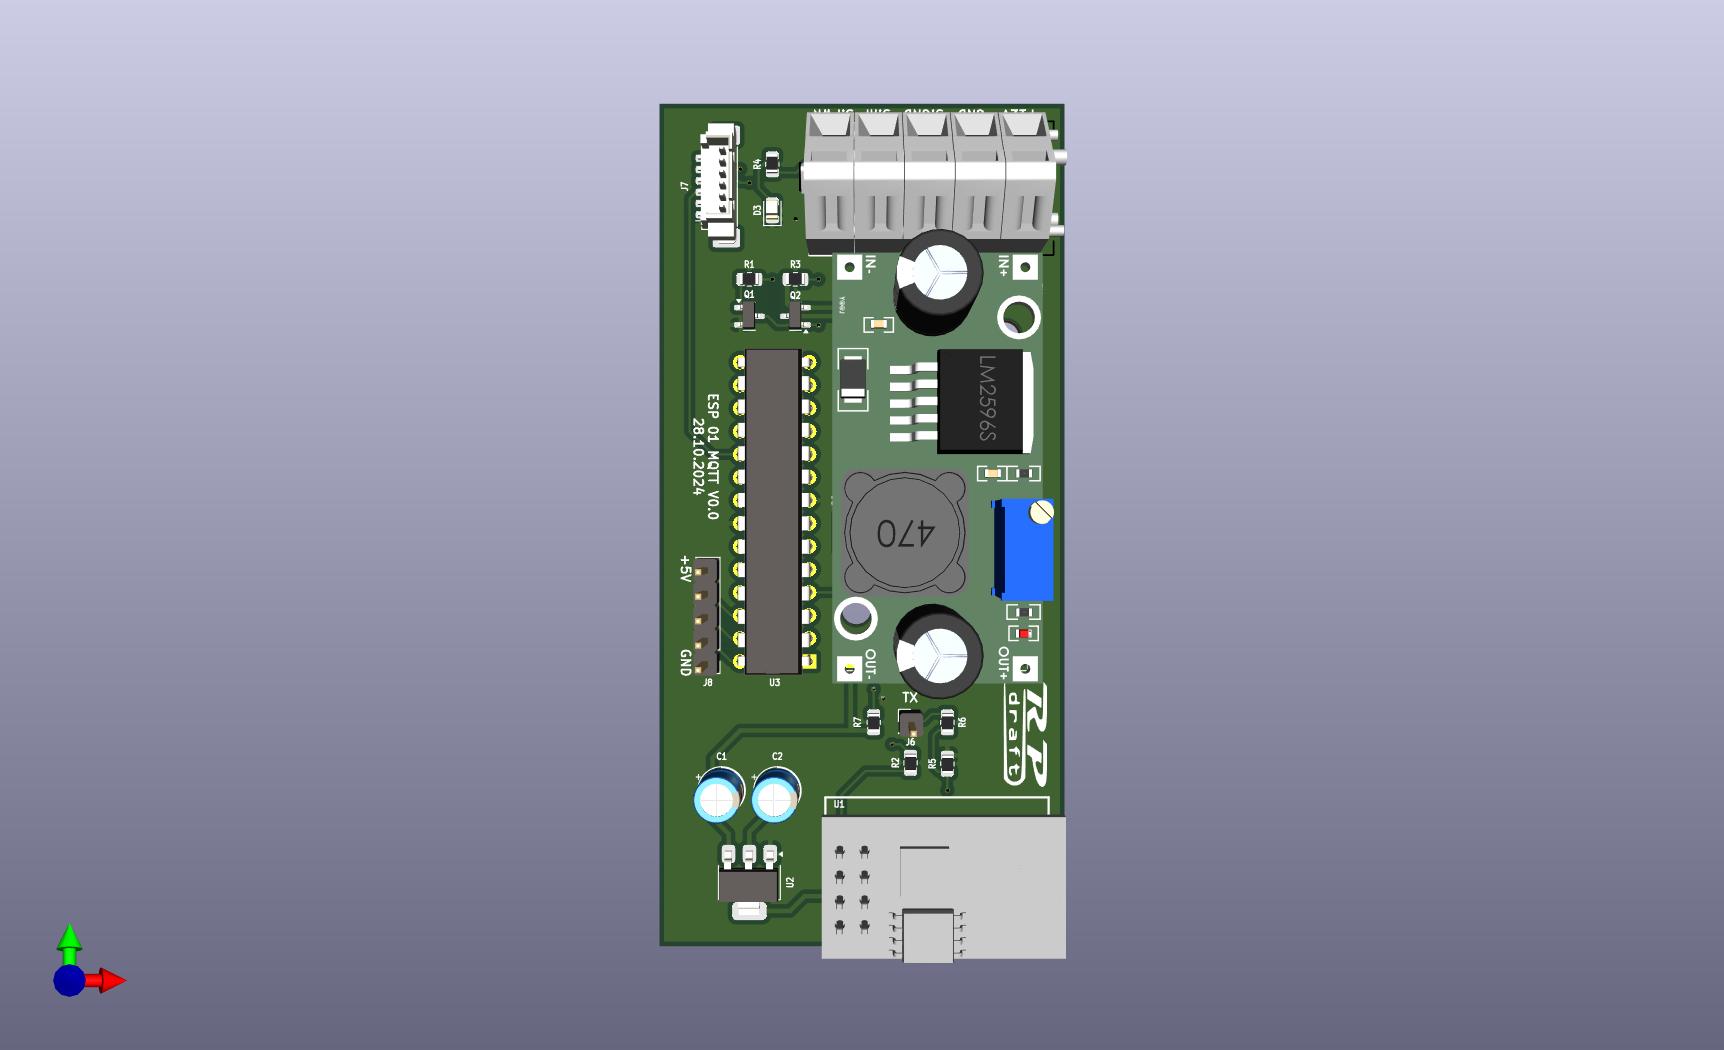 R4
J7
D3
IN-
IN+
R1
R3
Q1
Q2
LM2596S
ESP 01 MQTT V0.0
28.10.2024
470
+5V
GND
J8
U3
OUT-
OUT+
TX
R7
R6
J6
R2
R5
RP
draft
C1
C2
+
+
U1
U2